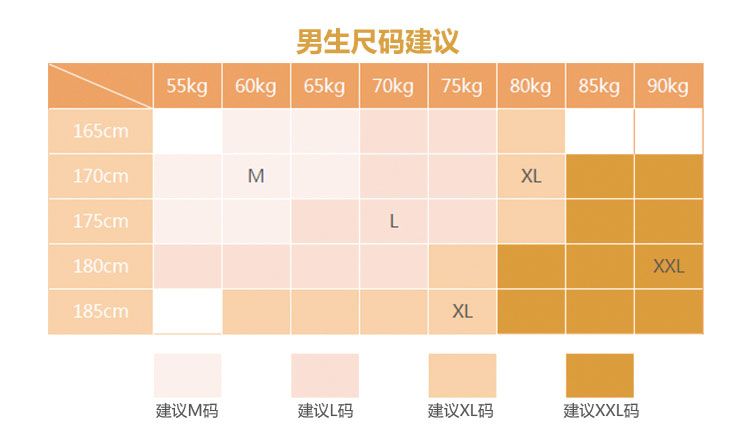 男生尺码建议
55kg 60kg 65kg 70kg 75kg 80kg 85kg 90kg
165cm
170cm M XL
175cm L
180cm XXL
185cm XL
建议M码 建议L码 建议XL码 建议XXL码